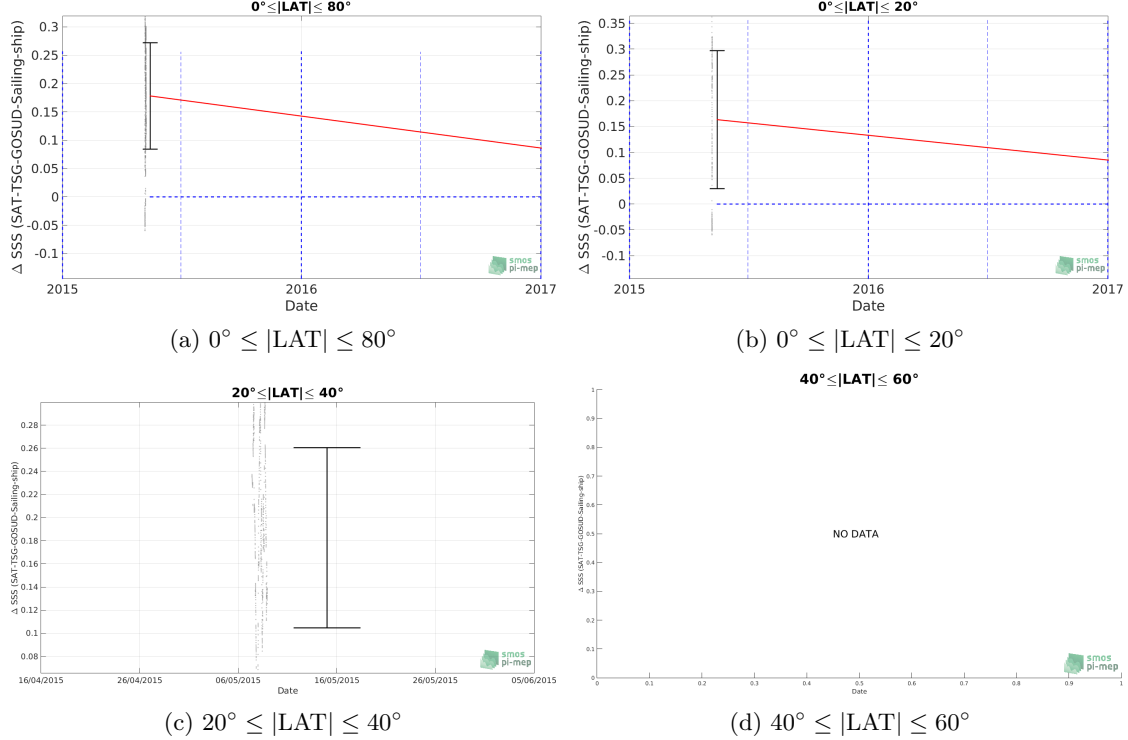 0°≤|LAT|≤ 80°
Δ SSS (SAT-TSG-GOSUD-Sailing-ship)
0.3
0.25
0.2
0.15
0.1
0.05
0
-0.05
-0.1
2015
2016
2017
Date
smos
pi-mep
(a) 0° ≤ |LAT| ≤ 80°
0°≤|LAT|≤ 20°
Δ SSS (SAT-TSG-GOSUD-Sailing-ship)
0.35
0.3
0.25
0.2
0.15
0.1
0.05
0
-0.05
-0.1
2015
2016
2017
Date
smos
pi-mep
(b) 0° ≤ |LAT| ≤ 20°
20°≤|LAT|≤ 40°
Δ SSS (SAT-TSG-GOSUD-Sailing-ship)
0.28
0.26
0.24
0.22
0.2
0.18
0.16
0.14
0.12
0.1
0.08
16/04/2015
26/04/2015
06/05/2015
16/05/2015
26/05/2015
05/06/2015
Date
smos
pi-mep
(c) 20° ≤ |LAT| ≤ 40°
40°≤|LAT|≤ 60°
Δ SSS (SAT-TSG-GOSUD-Sailing-ship)
1
0.9
0.8
0.7
0.6
0.5
0.4
0.3
0.2
0.1
0
NO DATA
0
0.1
0.2
0.3
0.4
0.5
0.6
0.7
0.8
0.9
1
Date
smos
pi-mep
(d) 40° ≤ |LAT| ≤ 60°